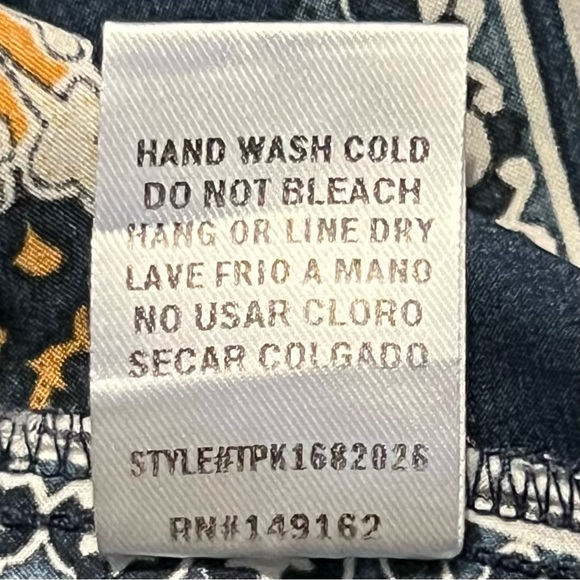 HAND WASH COLD
DO NOT BLEACH
HANG OR LINE DRY
LAVE FRIO A MANO
NO USAR CLORO
SECAR COLGADO
STYLE#TPK1682026
RN#149162